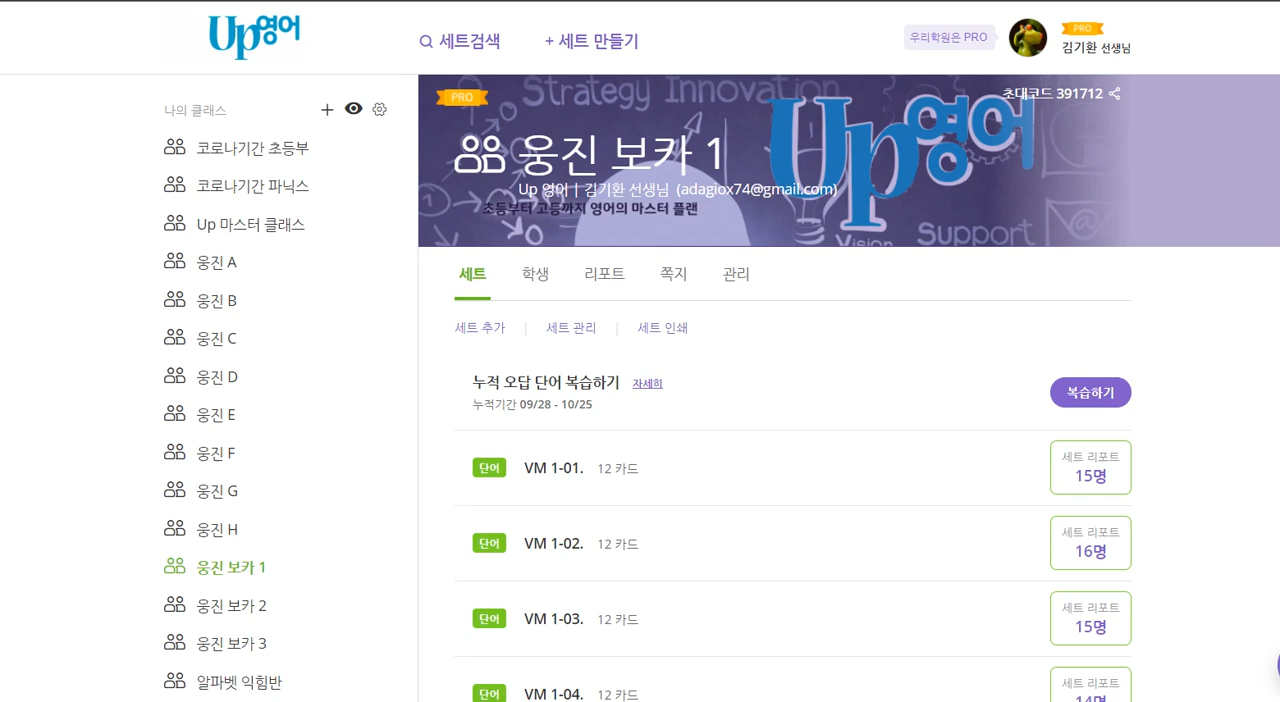 Up영어
세트검색
+ 세트 만들기
우리학원은 PRO
PRO
김기환 선생님
나의 클래스
코로나기간 초등부
코로나기간 파닉스
Up 마스터 클래스
웅진 A
웅진 B
웅진 C
웅진 D
웅진 E
웅진 F
웅진 G
웅진 H
웅진 보카 1
웅진 보카 2
웅진 보카 3
알파벳 익힘반
PRO
Strategy Innovation
초대코드 391712
Up영어
웅진 보카 1
Up 영어 | 김기환 선생님 (adagiox74@gmail.com)
초등부터 고등까지 영어의 마스터 플랜
Vision
Support
세트 학생 리포트 쪽지 관리
세트 추가 | 세트 관리 | 세트 인쇄
누적 오답 단어 복습하기 자세히
누적기간 09/28 - 10/25
복습하기
단어 VM 1-01. 12 카드
세트 리포트
15명
단어 VM 1-02. 12 카드
세트 리포트
16명
단어 VM 1-03. 12 카드
세트 리포트
15명
단어 VM 1-04. 12 카드
세트 리포트
14명